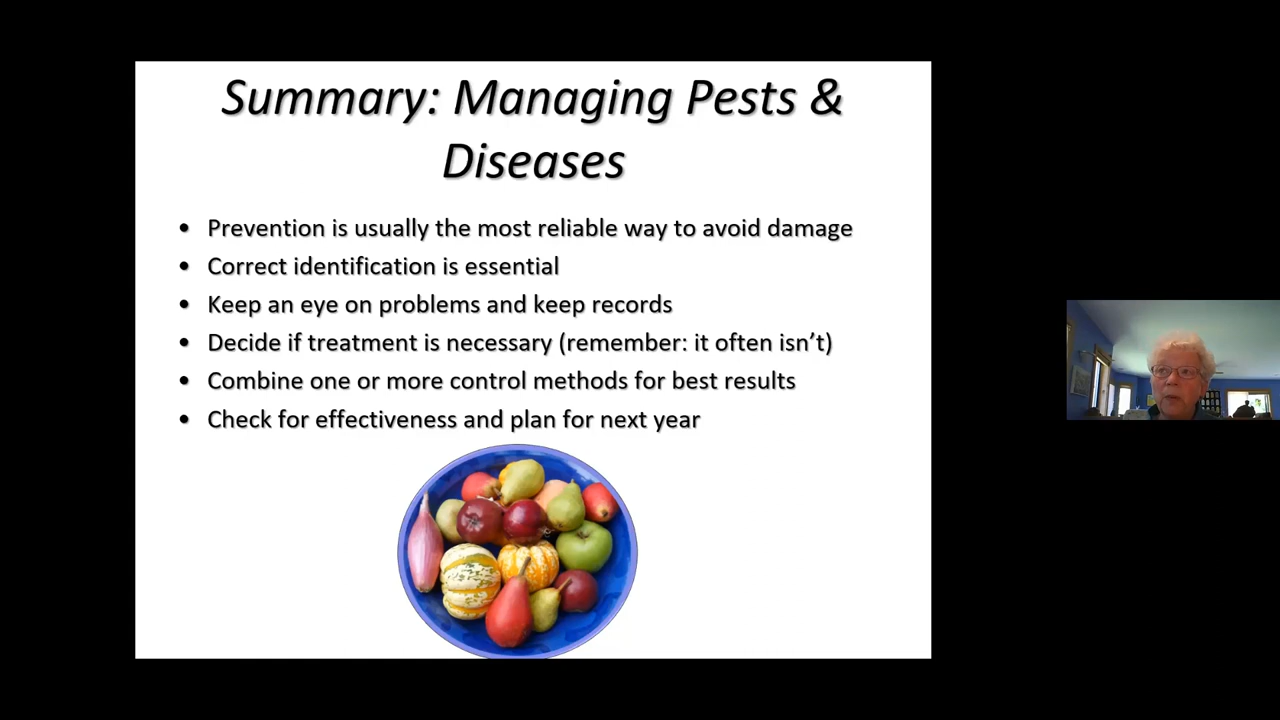 Summary: Managing Pests &
Diseases
• Prevention is usually the most reliable way to avoid damage
• Correct identification is essential
• Keep an eye on problems and keep records
• Decide if treatment is necessary (remember: it often isn’t)
• Combine one or more control methods for best results
• Check for effectiveness and plan for next year